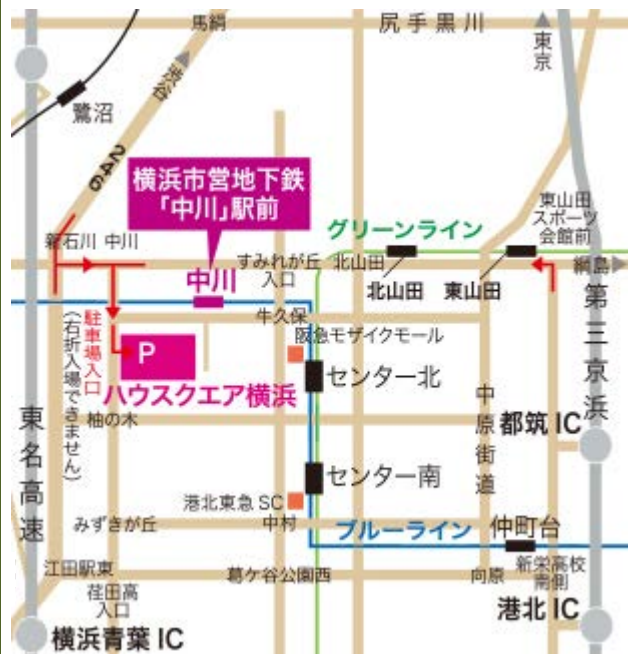 馬絹
尻手黒川
東京
渋谷
鷺沼
246
横浜市営地下鉄
「中川」駅前
東山田
スポーツ
会館前
グリーンライン
新石川
中川
すみれが丘
入口
北山田
綱島
中川
北山田
東山田
牛久保
駐車場入口
(右折入場できません)
P
阪急モザイクモール
第三京浜
ハウスクエア横浜
センター北
中原街道
都筑 IC
柚の木
東名高速
センター南
港北東急 SC
みずきが丘
中村
ブルーライン
仲町台
江田駅東
葛ケ谷公園西
向原
新栄高校
南側
荏田高
入口
港北 IC
横浜青葉 IC